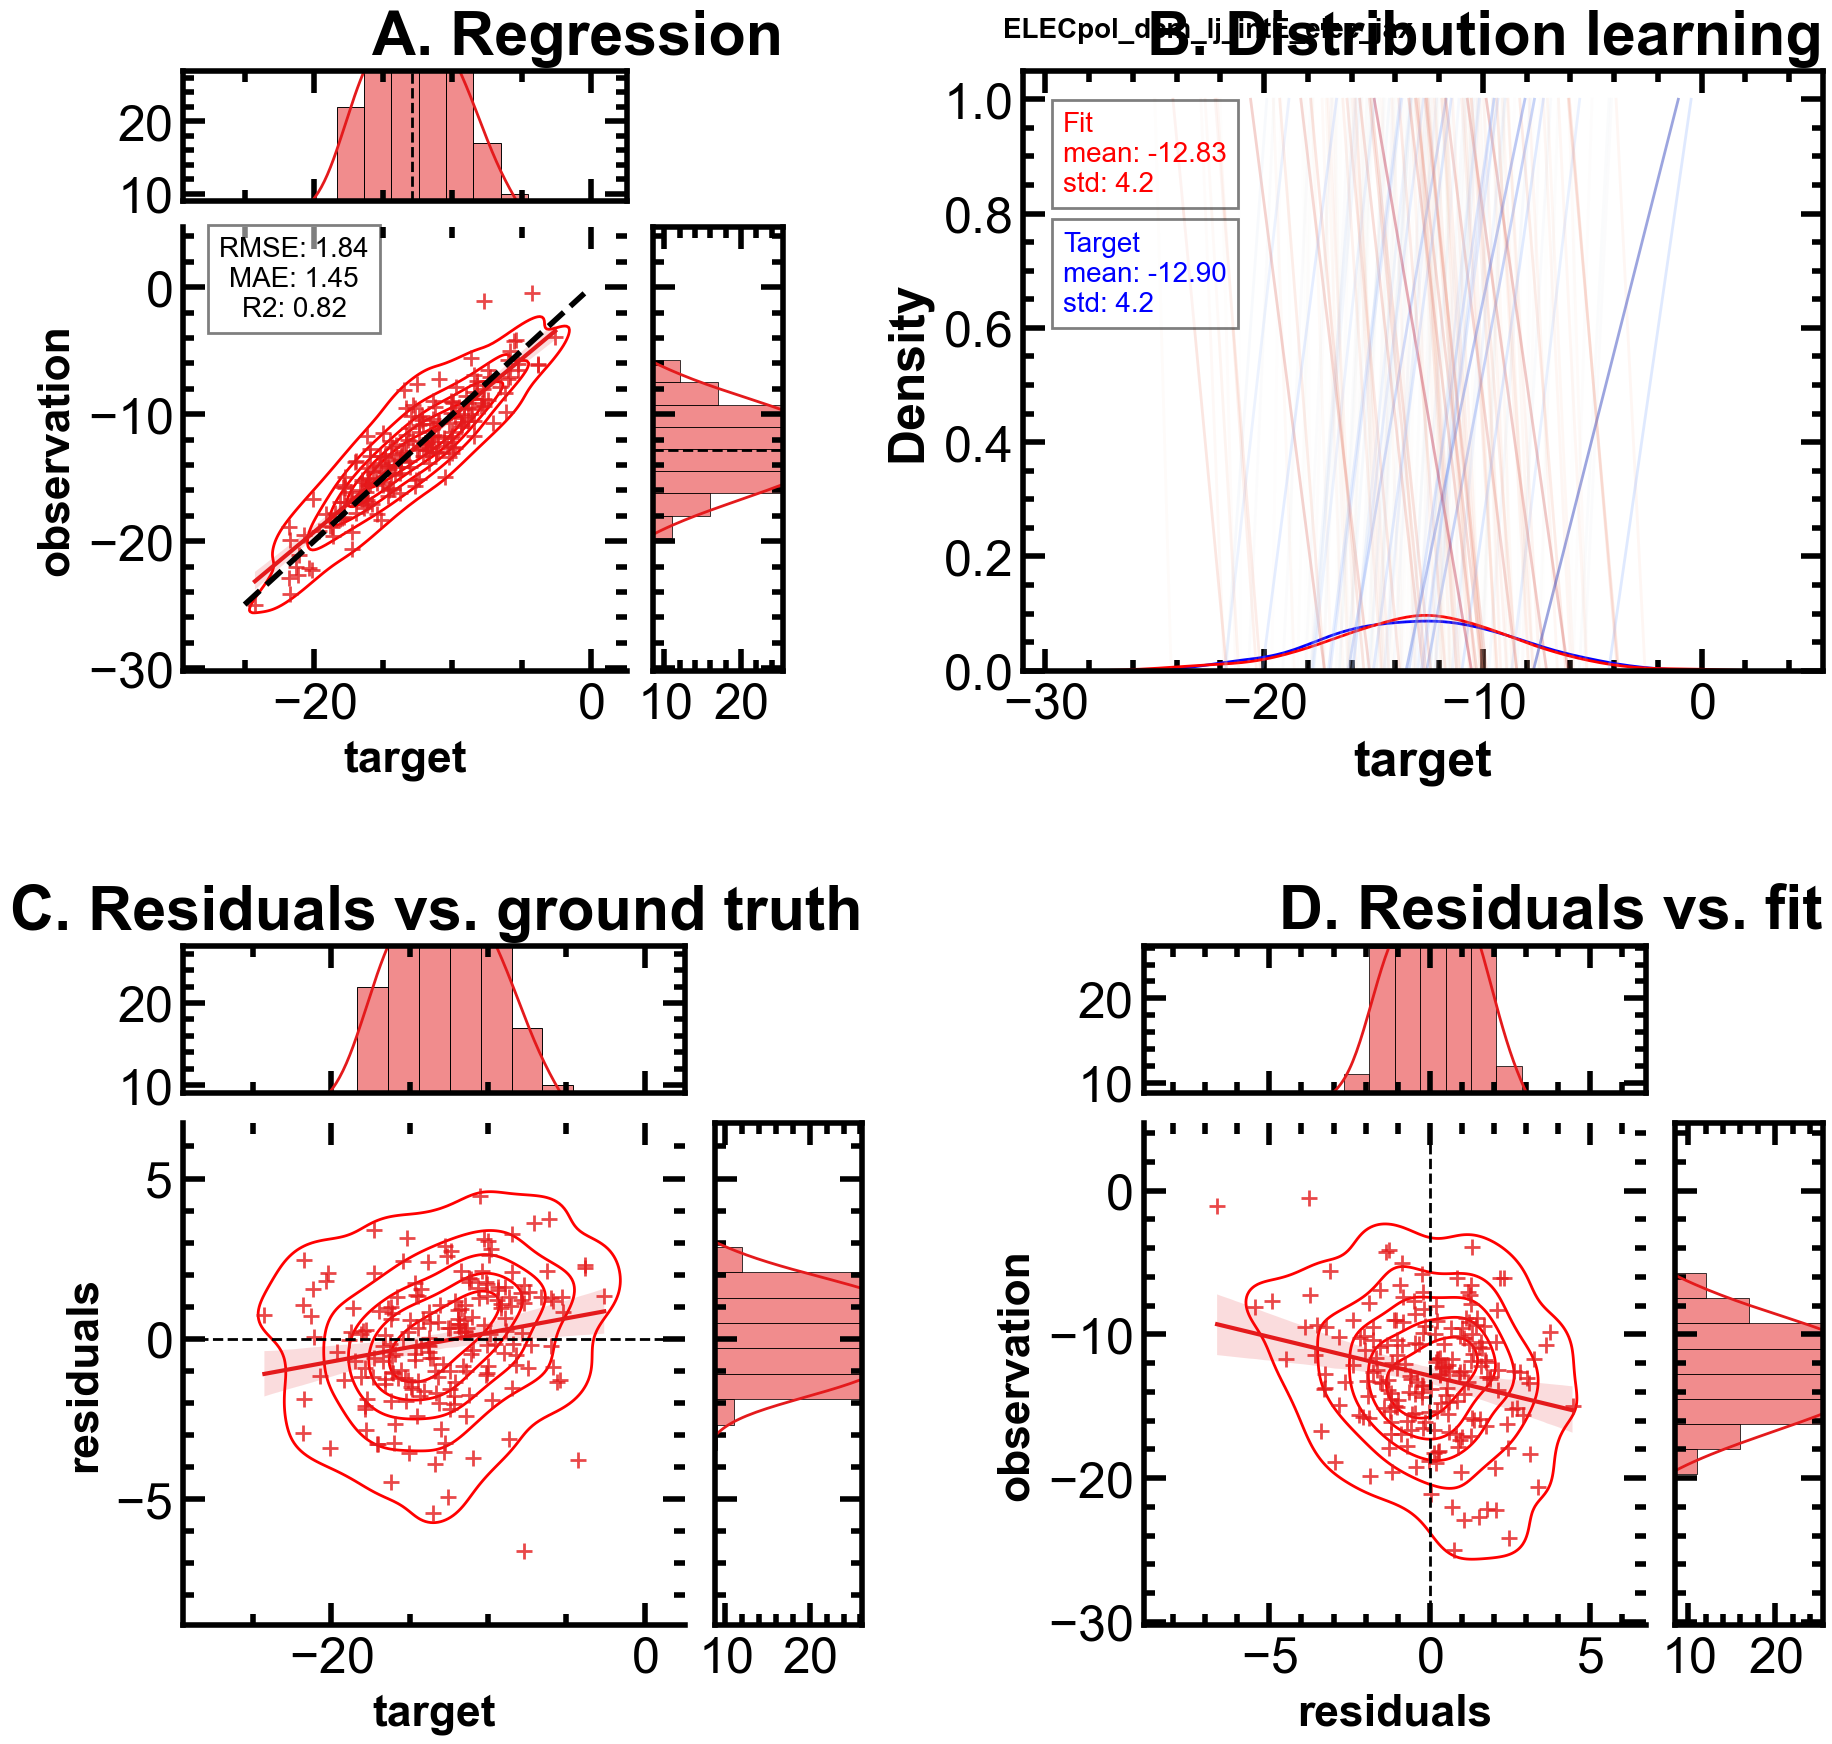 A. Regression
20
10
RMSE: 1.84
MAE: 1.45
R2: 0.82
0
−10
−20
−30
observation
−20
0
10
20
target
B. Distribution learning
1.0
0.8
0.6
0.4
0.2
0.0
Density
Fit
mean: -12.83
std: 4.2
Target
mean: -12.90
std: 4.2
−30
−20
−10
0
target
C. Residuals vs. ground truth
20
10
5
0
−5
residuals
−20
0
10
20
target
D. Residuals vs. fit
20
10
0
−10
−20
−30
observation
−5
0
5
10
20
residuals